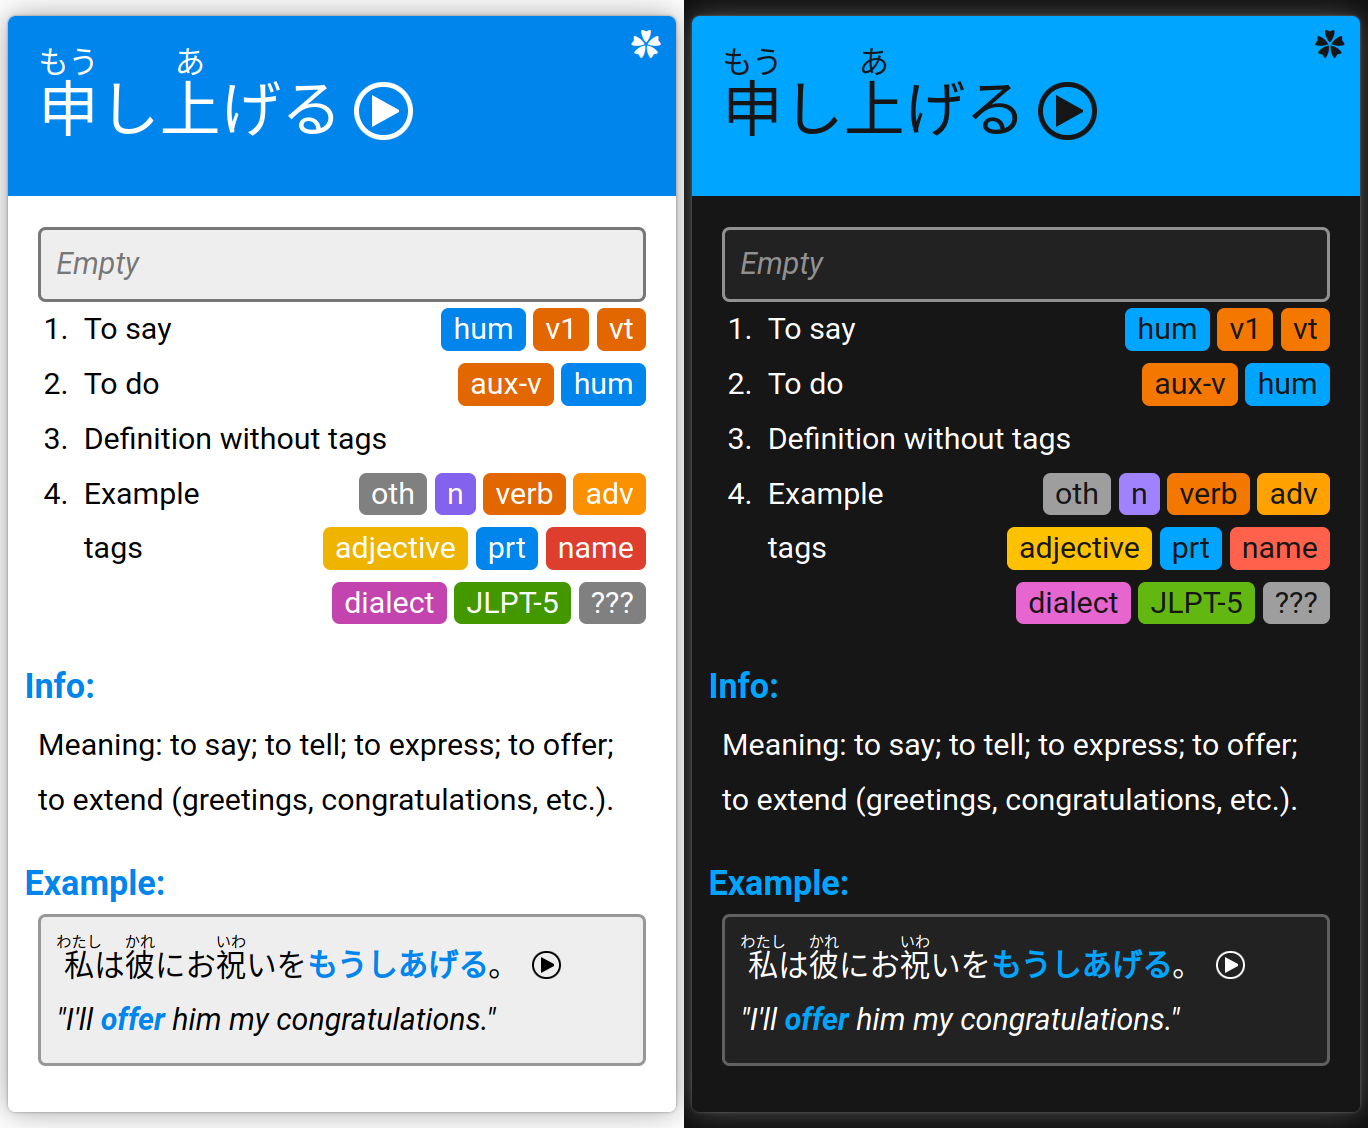 もう あ
申し上げる
Empty
1. To say hum v1 vt
2. To do aux-v hum
3. Definition without tags
4. Example oth n verb adv
tags adjective prt name
dialect JLPT-5 ???
Info:
Meaning: to say; to tell; to express; to offer;
to extend (greetings, congratulations, etc.).
Example:
わたし かれ いわ
私は彼にお祝いをもうしあげる。
"I'll offer him my congratulations."
もう あ
申し上げる
Empty
1. To say hum v1 vt
2. To do aux-v hum
3. Definition without tags
4. Example oth n verb adv
tags adjective prt name
dialect JLPT-5 ???
Info:
Meaning: to say; to tell; to express; to offer;
to extend (greetings, congratulations, etc.).
Example:
わたし かれ いわ
私は彼にお祝いをもうしあげる。
"I'll offer him my congratulations."